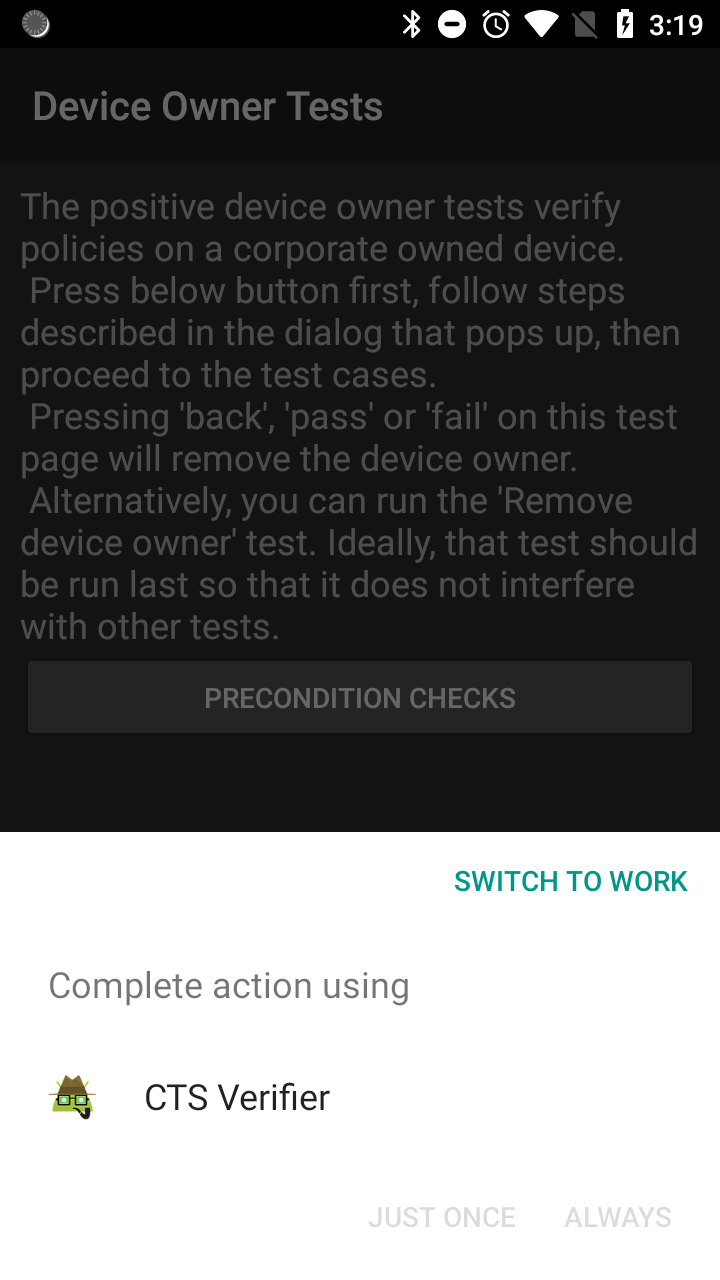 3:19
Device Owner Tests
The positive device owner tests verify
policies on a corporate owned device.
Press below button first, follow steps
described in the dialog that pops up, then
proceed to the test cases.
Pressing 'back', 'pass' or 'fail' on this test
page will remove the device owner.
Alternatively, you can run the 'Remove
device owner' test. Ideally, that test should
be run last so that it does not interfere
with other tests.
PRECONDITION CHECKS
SWITCH TO WORK
Complete action using
CTS Verifier
JUST ONCE ALWAYS